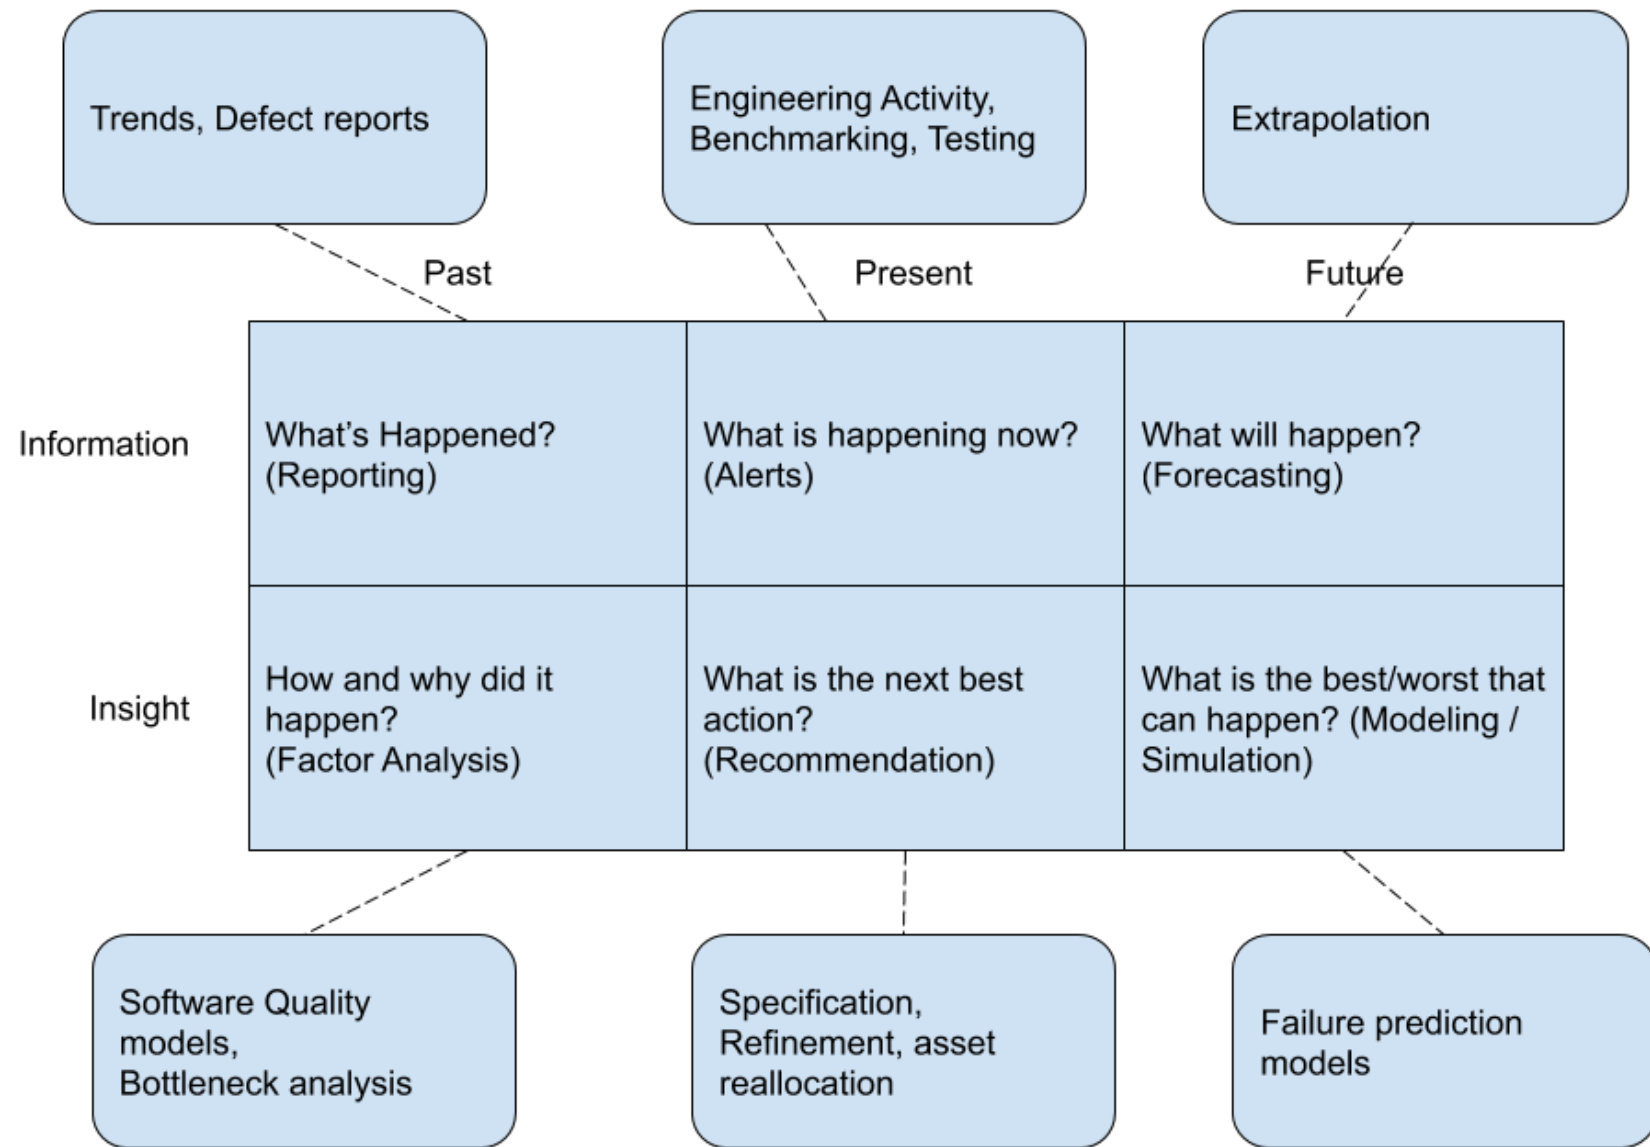 Trends, Defect reports
Engineering Activity,
Benchmarking, Testing
Extrapolation
Past
Present
Future
Information
What’s Happened?
(Reporting)
What is happening now?
(Alerts)
What will happen?
(Forecasting)
Insight
How and why did it
happen?
(Factor Analysis)
What is the next best
action?
(Recommendation)
What is the best/worst that
can happen? (Modeling /
Simulation)
Software Quality
models,
Bottleneck analysis
Specification,
Refinement, asset
reallocation
Failure prediction
models